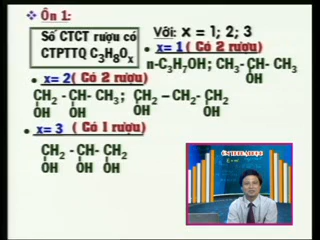 ❖ Ôn 1:
Số CTCT rượu có
CTPTTQ C₃H₈Oₓ
Với: x = 1; 2; 3
• x= 1 ( Có 2 rượu )
n-C₃H₇OH; CH₃- CH- CH₃
OH
• x= 2( Có 2 rượu )
CH₂ - CH- CH₃; CH₂ – CH₂- CH₂
OH OH OH OH
• x= 3 ( Có 1 rượu )
CH₂ - CH- CH₂
OH OH OH